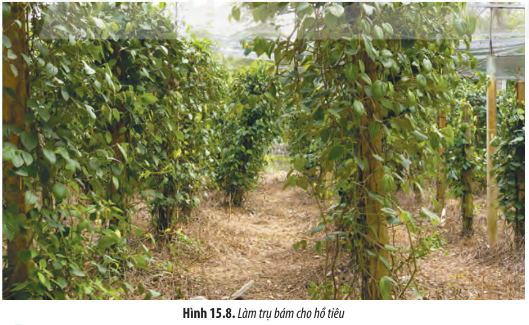 Hình 15.8. Làm trụ bám cho hồ tiêu